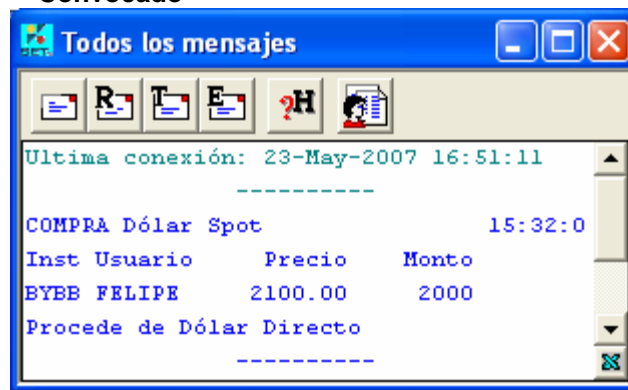 Convocado
Todos los mensajes
R T E ?H
Ultima conexión: 23-May-2007 16:51:11
----------
COMPRA Dólar Spot 15:32:0
Inst Usuario Precio Monto
BYBB FELIPE 2100.00 2000
Procede de Dólar Directo
----------